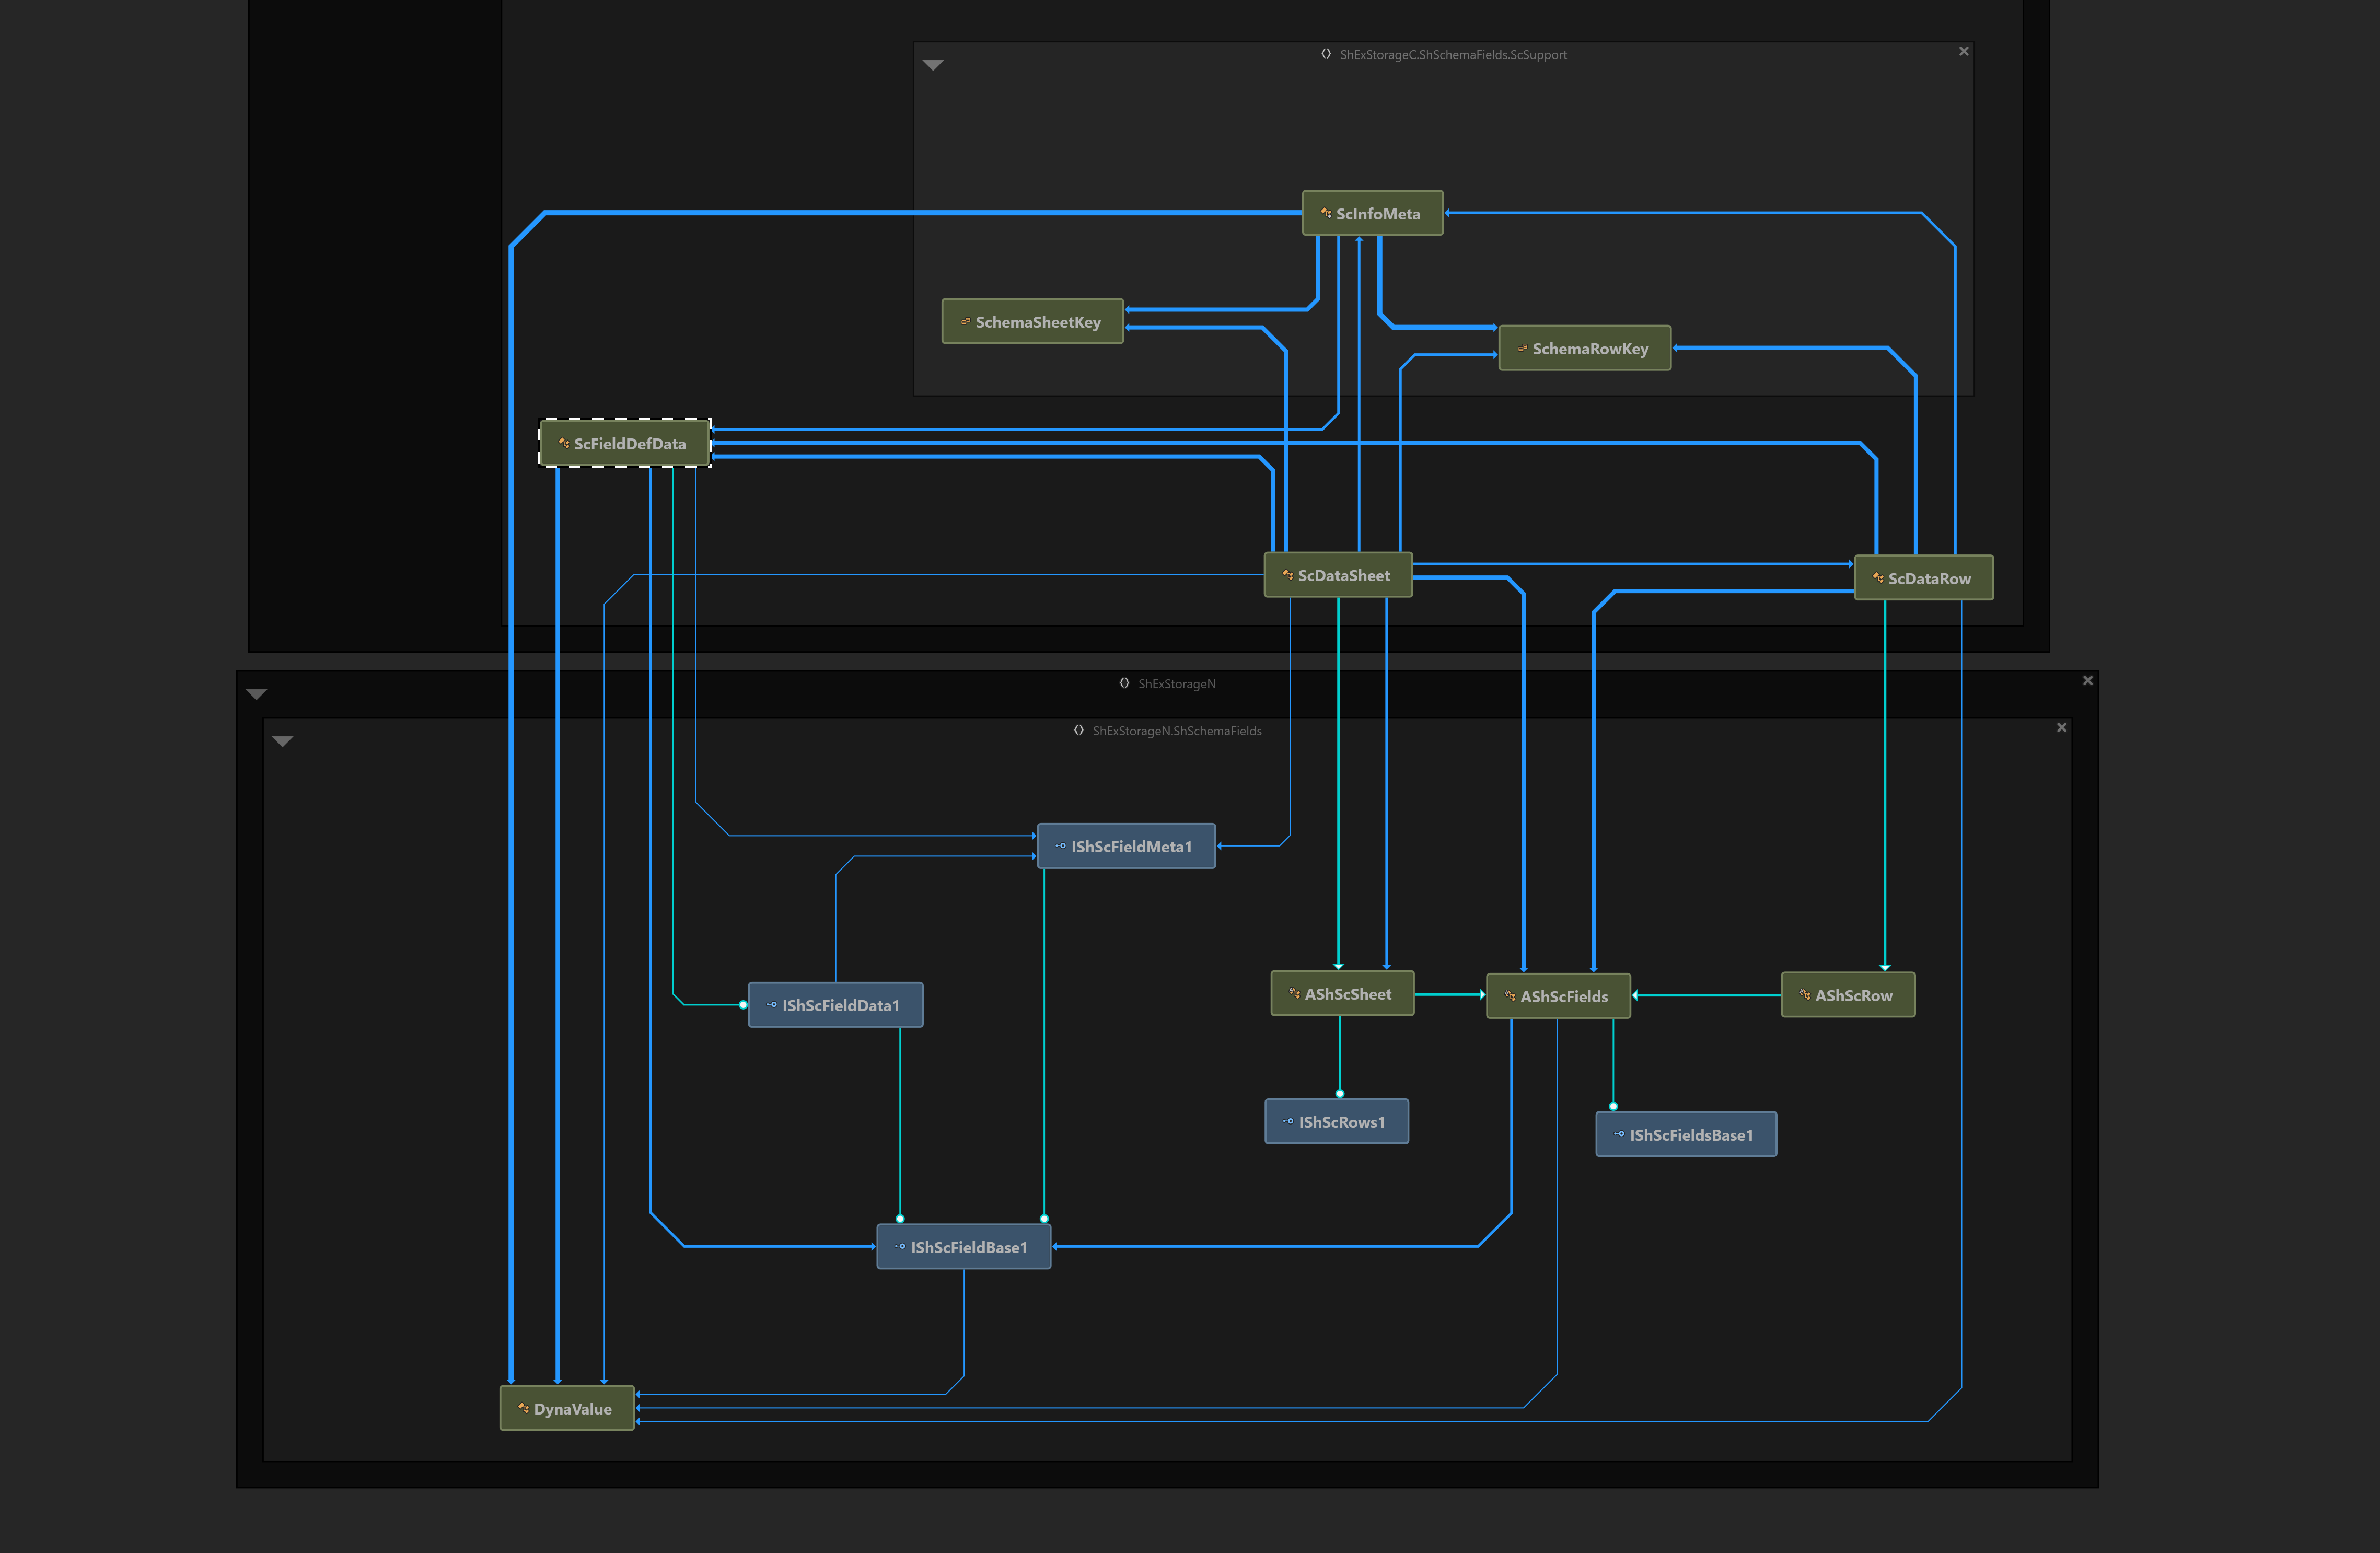 ShExStorageC.ShSchemaFields.ScSupport
ScInfoMeta
SchemaSheetKey
SchemaRowKey
ScFieldDefData
ScDataSheet
ScDataRow
ShExStorageN
ShExStorageN.ShSchemaFields
IShScFieldMeta1
IShScFieldData1
AShScSheet
AShScFields
AShScRow
IShScRows1
IShScFieldsBase1
IShScFieldBase1
DynaValue